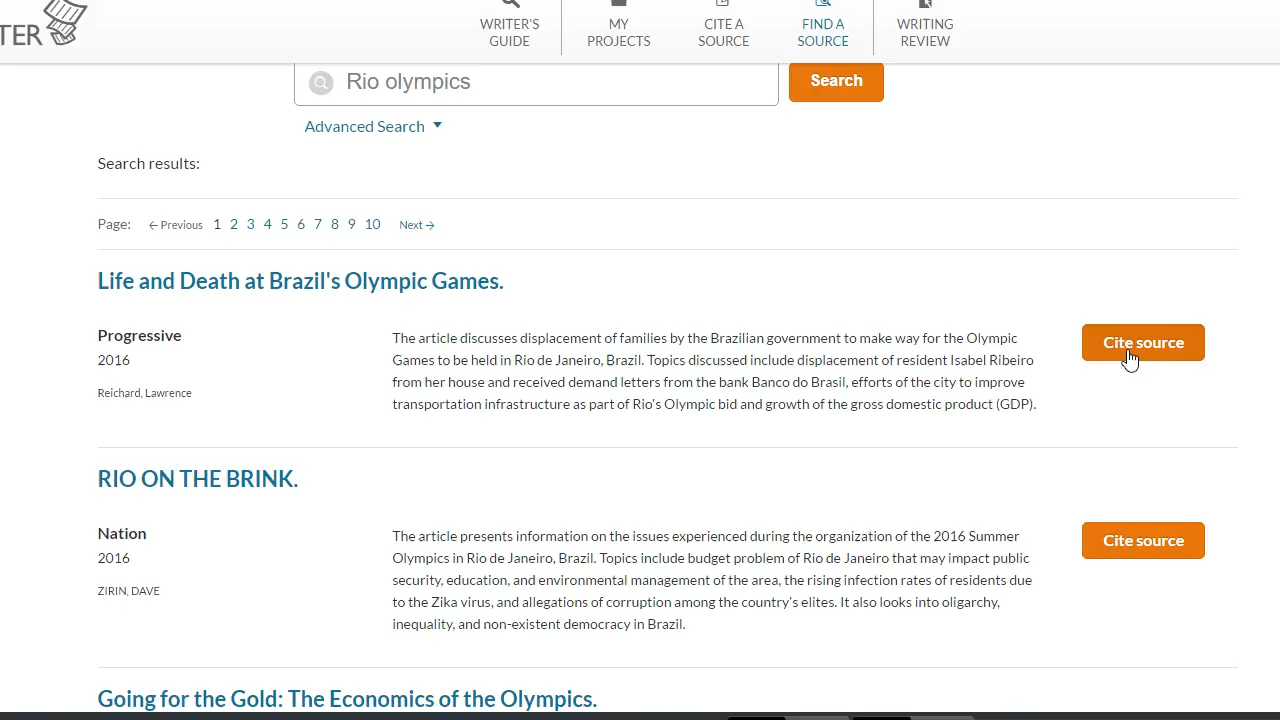 TER
WRITER'S GUIDE
MY PROJECTS
CITE A SOURCE
FIND A SOURCE
WRITING REVIEW
Rio olympics
Search
Advanced Search
Search results:
Page: ← Previous 1 2 3 4 5 6 7 8 9 10 Next →
Life and Death at Brazil's Olympic Games.
Progressive
2016
Reichard, Lawrence
The article discusses displacement of families by the Brazilian government to make way for the Olympic
Games to be held in Rio de Janeiro, Brazil. Topics discussed include displacement of resident Isabel Ribeiro
from her house and received demand letters from the bank Banco do Brasil, efforts of the city to improve
transportation infrastructure as part of Rio's Olympic bid and growth of the gross domestic product (GDP).
Cite source
RIO ON THE BRINK.
Nation
2016
ZIRIN, DAVE
The article presents information on the issues experienced during the organization of the 2016 Summer
Olympics in Rio de Janeiro, Brazil. Topics include budget problem of Rio de Janeiro that may impact public
security, education, and environmental management of the area, the rising infection rates of residents due
to the Zika virus, and allegations of corruption among the country's elites. It also looks into oligarchy,
inequality, and non-existent democracy in Brazil.
Cite source
Going for the Gold: The Economics of the Olympics.